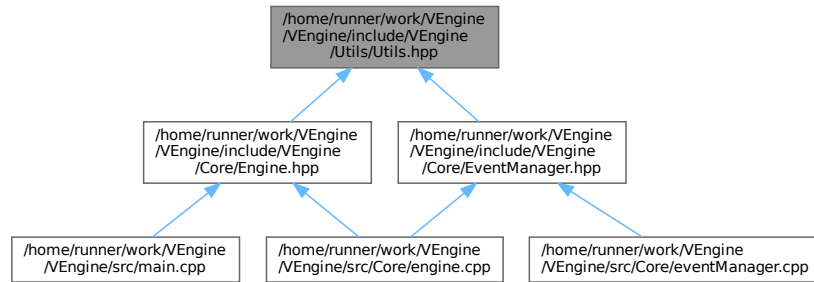 /home/runner/work/VEngine
/VEngine/include/VEngine
/Utils/Utils.hpp
/home/runner/work/VEngine
/VEngine/include/VEngine
/Core/Engine.hpp
/home/runner/work/VEngine
/VEngine/include/VEngine
/Core/EventManager.hpp
/home/runner/work/VEngine
/VEngine/src/main.cpp
/home/runner/work/VEngine
/VEngine/src/Core/engine.cpp
/home/runner/work/VEngine
/VEngine/src/Core/eventManager.cpp